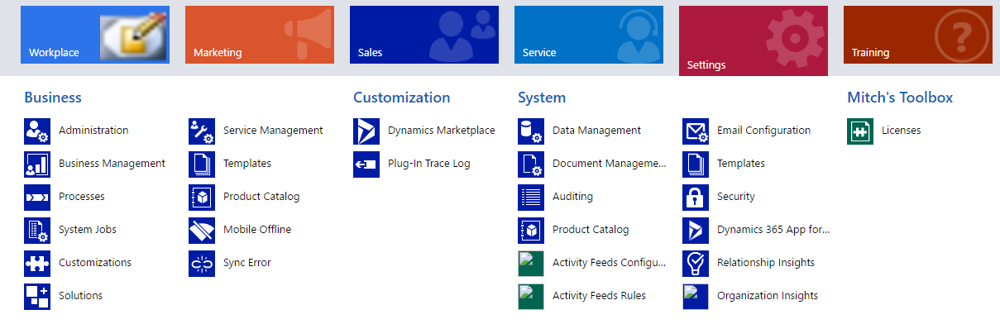 Workplace
Marketing
Sales
Service
Settings
Training
Business
Administration
Business Management
Processes
System Jobs
Customizations
Solutions
Service Management
Templates
Product Catalog
Mobile Offline
Sync Error
Customization
Dynamics Marketplace
Plug-In Trace Log
System
Data Management
Document Manageme...
Auditing
Product Catalog
Activity Feeds Configu...
Activity Feeds Rules
Email Configuration
Templates
Security
Dynamics 365 App for...
Relationship Insights
Organization Insights
Mitch's Toolbox
Licenses